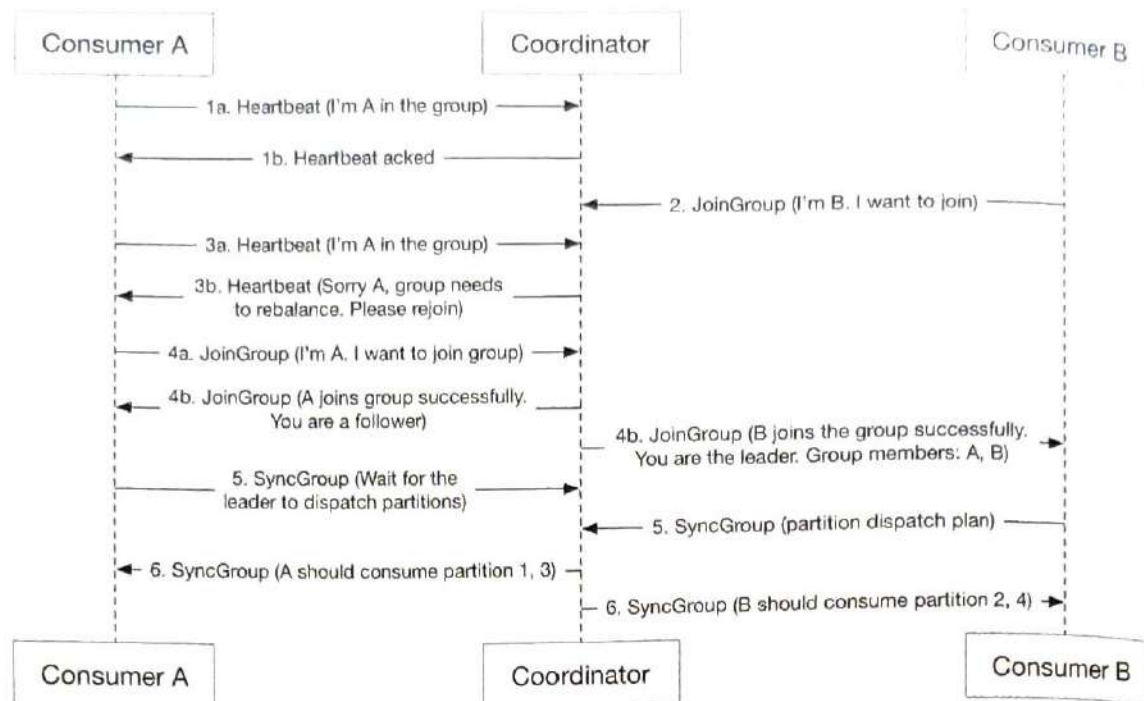 Consumer A
Coordinator
Consumer B
1a. Heartbeat (I'm A in the group)
1b. Heartbeat acked
2. JoinGroup (I'm B. I want to join)
3a. Heartbeat (I'm A in the group)
3b. Heartbeat (Sorry A, group needs
to rebalance. Please rejoin)
4a. JoinGroup (I'm A. I want to join group)
4b. JoinGroup (A joins group successfully.
You are a follower)
4b. JoinGroup (B joins the group successfully.
You are the leader. Group members: A, B)
5. SyncGroup (Wait for the
leader to dispatch partitions)
5. SyncGroup (partition dispatch plan)
6. SyncGroup (A should consume partition 1, 3)
6. SyncGroup (B should consume partition 2, 4)
Consumer A
Coordinator
Consumer B